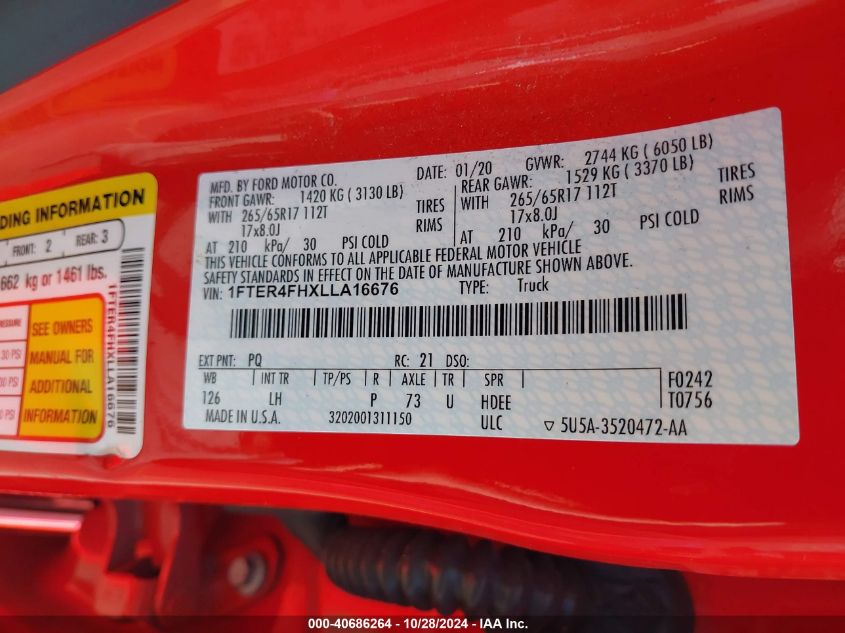 DING INFORMATION
FRONT: 2 REAR: 3
662 kg or 1461 lbs.
SEE OWNERS
MANUAL FOR
ADDITIONAL
INFORMATION
30 PSI
PSI
PSI
1FTER4FHXLLA16676
MFD. BY FORD MOTOR CO. DATE: 01/20 GVWR: 2744 KG ( 6050 LB)
FRONT GAWR: 1420 KG ( 3130 LB) REAR GAWR: 1529 KG ( 3370 LB)
WITH 265/65R17 112T TIRES WITH 265/65R17 112T TIRES
17x8.0J RIMS 17x8.0J RIMS
AT 210 kPa/ 30 PSI COLD AT 210 kPa/ 30 PSI COLD
THIS VEHICLE CONFORMS TO ALL APPLICABLE FEDERAL MOTOR VEHICLE
SAFETY STANDARDS IN EFFECT ON THE DATE OF MANUFACTURE SHOWN ABOVE.
VIN: 1FTER4FHXLLA16676 TYPE: Truck
EXT PNT: PQ RC: 21 DSO:
WB INT TR TP/PS R AXLE TR SPR F0242
126 LH P 73 U HDEE T0756
MADE IN U.S.A. 3202001311150 ULC ▽ 5U5A-3520472-AA
000-40686264 / 10/28/2024 - IAA Inc.